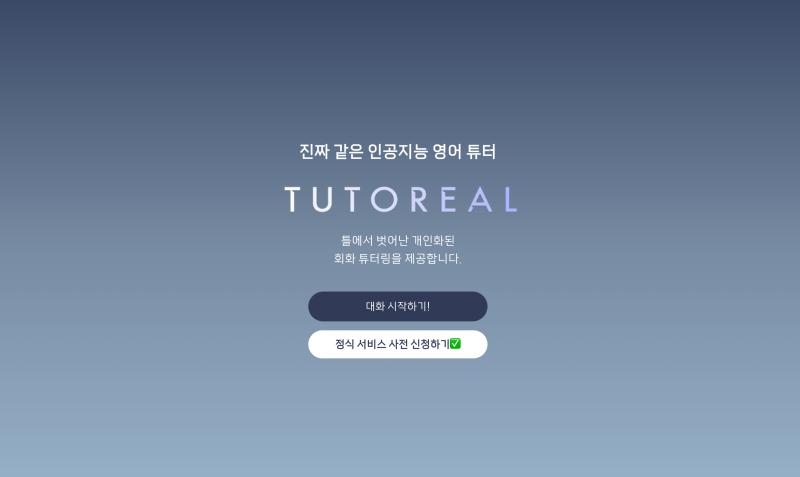 진짜 같은 인공지능 영어 튜터
TUTOREAL
틀에서 벗어난 개인화된
회화 튜터링을 제공합니다.
대화 시작하기!
정식 서비스 사전 신청하기✅